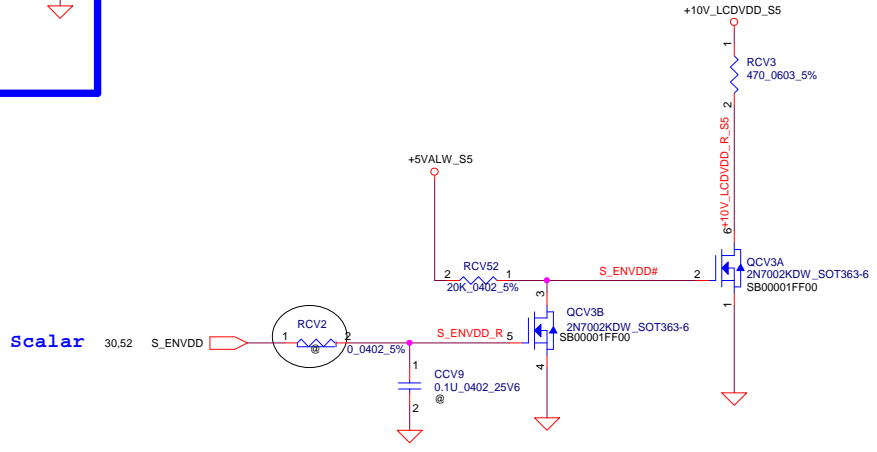 +10V_LCDVDD_S5
1
RCV3
470_0603_5%
2
+10V_LCDVDD_R_S5
+5VALW_S5
6
2 RCV52 1
20K_0402_5%
S_ENVDD#
2
QCV3A
2N7002KDW_SOT363-6
SB00001FF00
1
3
QCV3B
2N7002KDW_SOT363-6
SB00001FF00
S_ENVDD_R
5
4
Scalar
30,52 S_ENVDD
RCV2
1 2
@ 0_0402_5%
1
CCV9
0.1U_0402_25V6
@
2